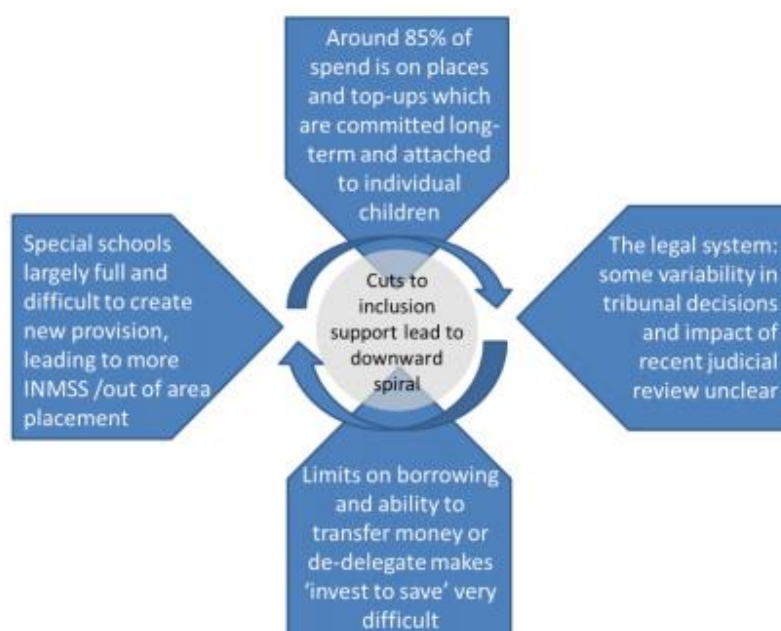 Around 85% of
spend is on places
and top-ups which
are committed long-
term and attached
to individual
children
Special schools
largely full and
difficult to create
new provision,
leading to more
INMSS /out of area
placement
Cuts to
inclusion
support lead to
downward
spiral
The legal system:
some variability in
tribunal decisions
and impact of
recent judicial
review unclear
Limits on borrowing
and ability to
transfer money or
de-delegate makes
‘invest to save’ very
difficult